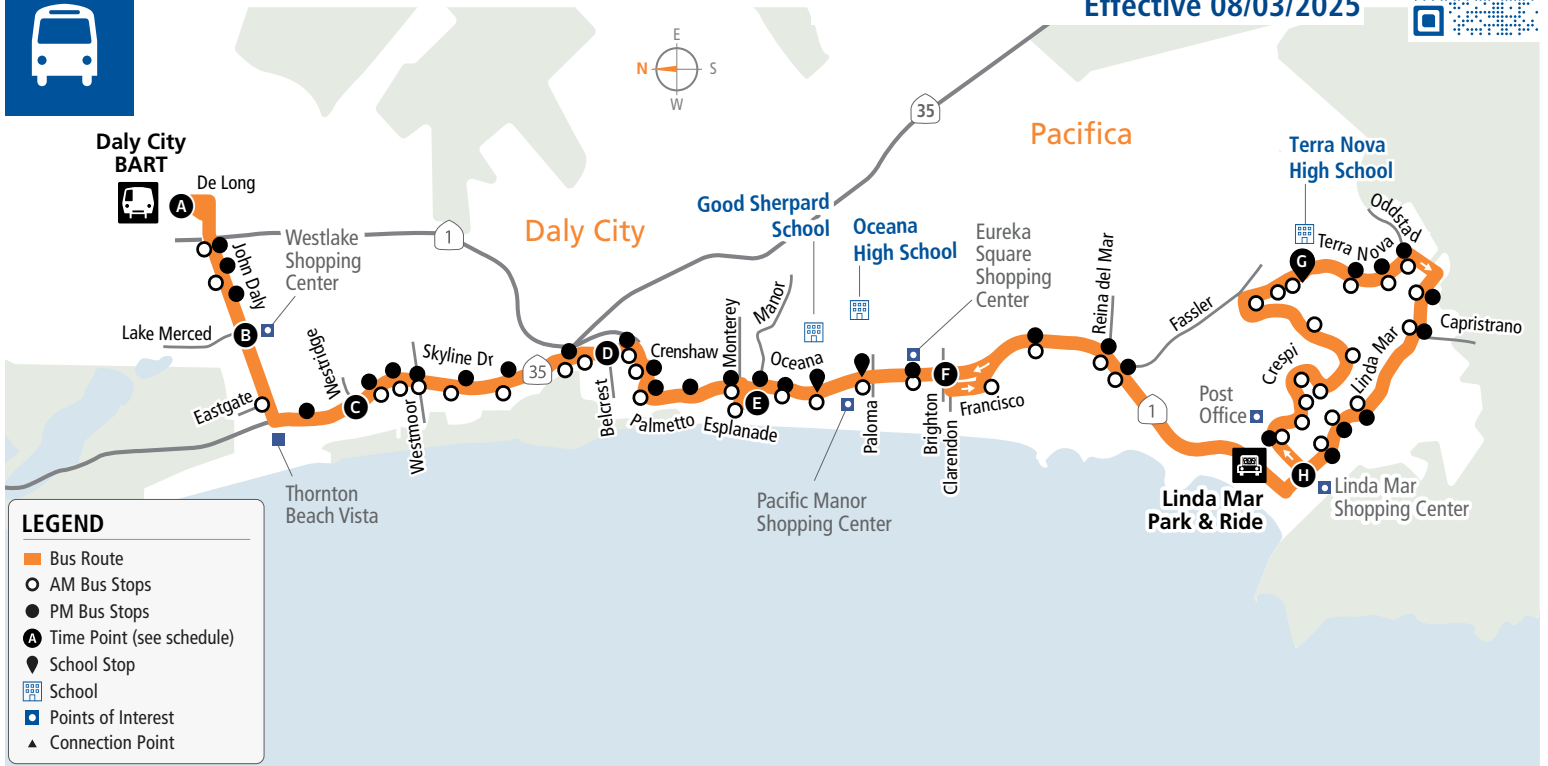 Effective 08/03/2025
E
N
S
W
35
Pacifica
Daly City
BART
A
De Long
Terra Nova
High School
Good Sherpard
School
Oceana
High School
Eureka
Square
Shopping
Center
Oddstad
Daly City
1
Westlake
Shopping
Center
John Daly
Reina del Mar
Terra Nova
G
Manor
Fassler
Lake Merced
B
Monterey
Capristrano
Westridge
Skyline Dr
35
D
Crenshaw
Oceana
F
Crespi
Linda Mar
Eastgate
C
Belcrest
E
Francisco
1
Post
Office
Westmoor
Palmetto
Esplanade
Paloma
Brighton
Clarendon
H
Linda Mar
Park & Ride
Linda Mar
Shopping Center
Thornton
Beach Vista
Pacific Manor
Shopping Center
LEGEND
Bus Route
AM Bus Stops
PM Bus Stops
A Time Point (see schedule)
School Stop
School
Points of Interest
Connection Point